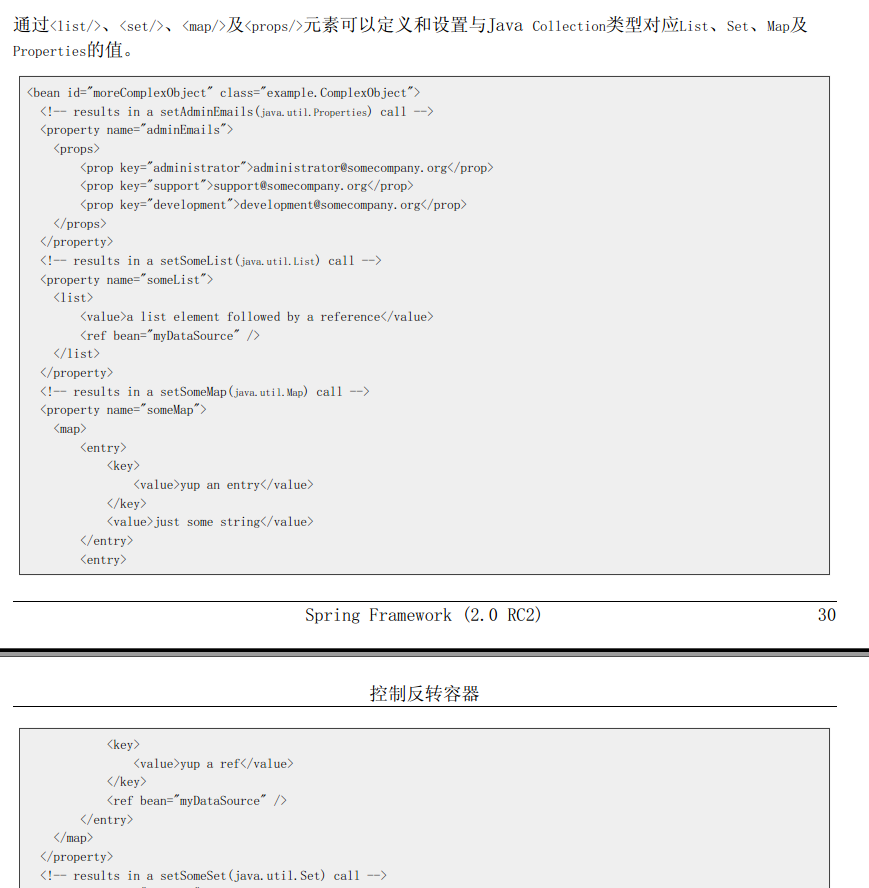 通过<list/>、<set/>、<map/>及<props/>元素可以定义和设置与Java Collection类型对应List、Set、Map及
Properties的值。
<bean id="moreComplexObject" class="example.ComplexObject">
<!-- results in a setAdminEmails(java.util.Properties) call -->
<property name="adminEmails">
<props>
<prop key="administrator">administrator@somecompany.org</prop>
<prop key="support">support@somecompany.org</prop>
<prop key="development">development@somecompany.org</prop>
</props>
</property>
<!-- results in a setSomeList(java.util.List) call -->
<property name="someList">
<list>
<value>a list element followed by a reference</value>
<ref bean="myDataSource" />
</list>
</property>
<!-- results in a setSomeMap(java.util.Map) call -->
<property name="someMap">
<map>
<entry>
<key>
<value>yup an entry</value>
</key>
<value>just some string</value>
</entry>
<entry>
Spring Framework (2.0 RC2) 30
控制反转容器
<key>
<value>yup a ref</value>
</key>
<ref bean="myDataSource" />
</entry>
</map>
</property>
<!-- results in a setSomeSet(java.util.Set) call -->